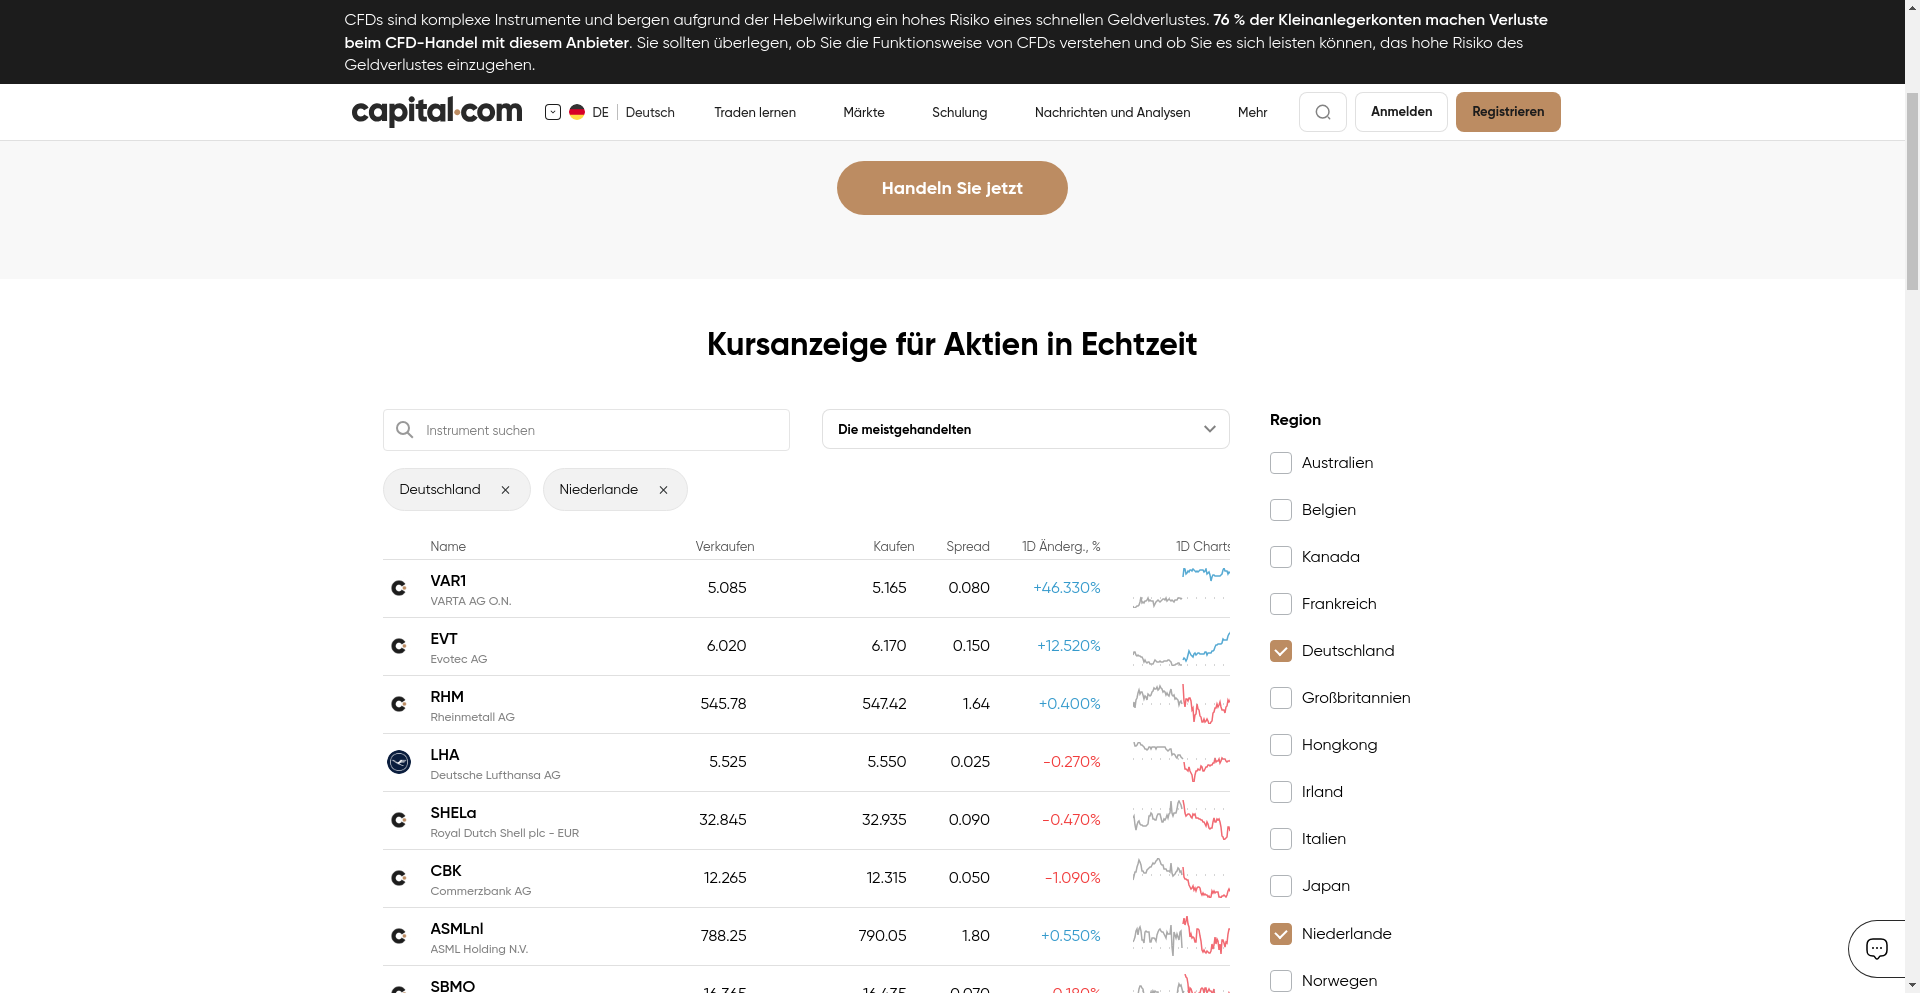 CFDs sind komplexe Instrumente und bergen aufgrund der Hebelwirkung ein hohes Risiko eines schnellen Geldverlustes. 76 % der Kleinanlegerkonten machen Verluste
beim CFD-Handel mit diesem Anbieter. Sie sollten überlegen, ob Sie die Funktionsweise von CFDs verstehen und ob Sie es sich leisten können, das hohe Risiko des
Geldverlustes einzugehen.
capital.com DE Deutsch Traden lernen Märkte Schulung Nachrichten und Analysen Mehr Anmelden Registrieren
Handeln Sie jetzt
Kursanzeige für Aktien in Echtzeit
Instrument suchen
Die meistgehandelten
Deutschland
Niederlande
Name Verkaufen Kaufen Spread 1D Änderg., % 1D Charts
VAR1 5.085 5.165 0.080 +46.330%
VARTA AG O.N.
EVT 6.020 6.170 0.150 +12.520%
Evotec AG
RHM 545.78 547.42 1.64 +0.400%
Rheinmetall AG
LHA 5.525 5.550 0.025 -0.270%
Deutsche Lufthansa AG
SHELa 32.845 32.935 0.090 -0.470%
Royal Dutch Shell plc - EUR
CBK 12.265 12.315 0.050 -1.090%
Commerzbank AG
ASMLnl 788.25 790.05 1.80 +0.550%
ASML Holding N.V.
SBMO 16.365 16.435 0.070 -0.180%
Region
Australien
Belgien
Kanada
Frankreich
Deutschland
Großbritannien
Hongkong
Irland
Italien
Japan
Niederlande
Norwegen